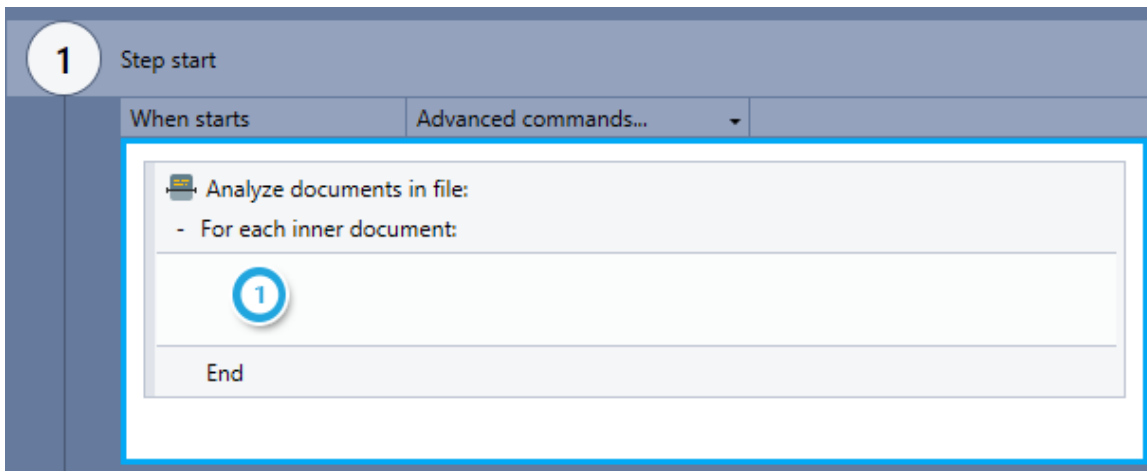 1 Step start
When starts Advanced commands...
Analyze documents in file:
- For each inner document:
1
End